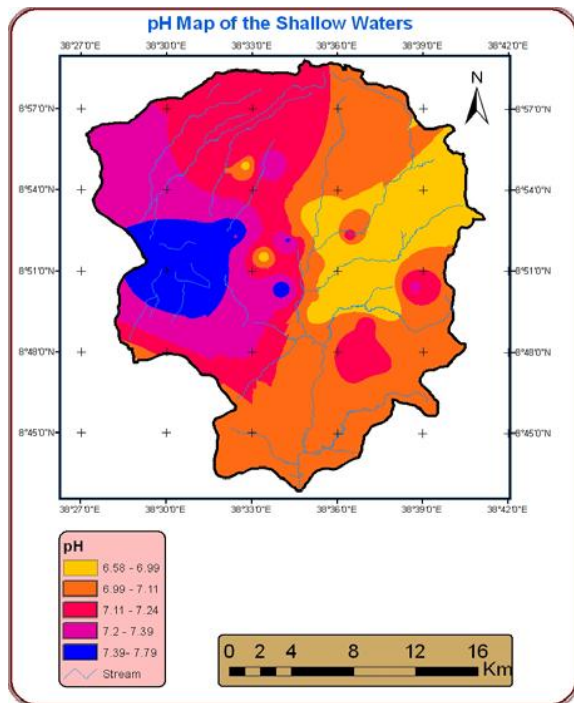 pH Map of the Shallow Waters
38°27'0"E 38°30'0"E 38°33'0"E 38°36'0"E 38°39'0"E 38°42'0"E
N
8°57'0"N 8°57'0"N
8°54'0"N 8°54'0"N
8°51'0"N 8°51'0"N
8°48'0"N 8°48'0"N
8°45'0"N 8°45'0"N
38°27'0"E 38°30'0"E 38°33'0"E 38°36'0"E 38°39'0"E 38°42'0"E
pH
6.58 - 6.99
6.99 - 7.11
7.11 - 7.24
7.2 - 7.39
7.39- 7.79
Stream
0 2 4 8 12 16
Km